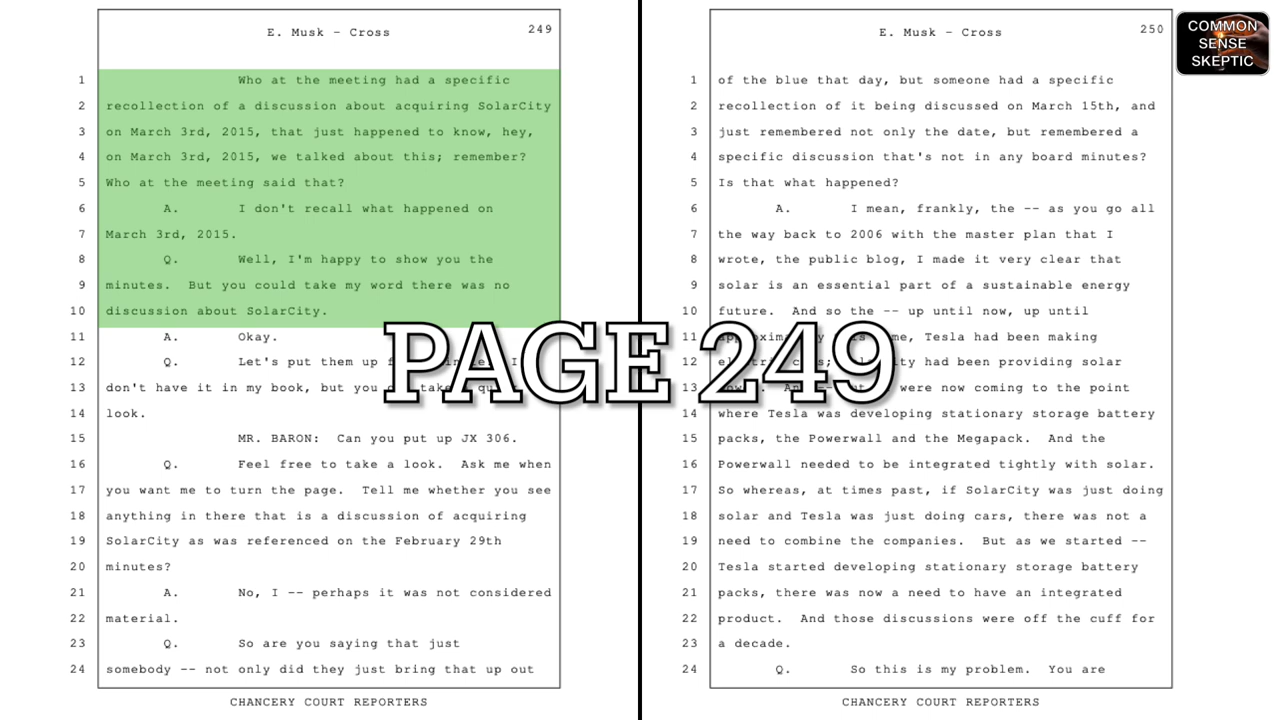 E. Musk - Cross 249
1 Who at the meeting had a specific
2 recollection of a discussion about acquiring SolarCity
3 on March 3rd, 2015, that just happened to know, hey,
4 on March 3rd, 2015, we talked about this; remember?
5 Who at the meeting said that?
6 A. I don't recall what happened on
7 March 3rd, 2015.
8 Q. Well, I'm happy to show you the
9 minutes. But you could take my word there was no
10 discussion about SolarCity.
11 A. Okay.
12 Q. Let's put them up
13 don't have it in my book, but you
14 look.
15 MR. BARON: Can you put up JX 306.
16 Q. Feel free to take a look. Ask me when
17 you want me to turn the page. Tell me whether you see
18 anything in there that is a discussion of acquiring
19 SolarCity as was referenced on the February 29th
20 minutes?
21 A. No, I -- perhaps it was not considered
22 material.
23 Q. So are you saying that just
24 somebody -- not only did they just bring that up out
CHANCERY COURT REPORTERS
PAGE 249
E. Musk - Cross 250
1 of the blue that day, but someone had a specific
2 recollection of it being discussed on March 15th, and
3 just remembered not only the date, but remembered a
4 specific discussion that's not in any board minutes?
5 Is that what happened?
6 A. I mean, frankly, the -- as you go all
7 the way back to 2006 with the master plan that I
8 wrote, the public blog, I made it very clear that
9 solar is an essential part of a sustainable energy
10 future. And so the -- up until now, up until
11 Tesla had been making
12 had been providing solar
13 were now coming to the point
14 where Tesla was developing stationary storage battery
15 packs, the Powerwall and the Megapack. And the
16 Powerwall needed to be integrated tightly with solar.
17 So whereas, at times past, if SolarCity was just doing
18 solar and Tesla was just doing cars, there was not a
19 need to combine the companies. But as we started --
20 Tesla started developing stationary storage battery
21 packs, there was now a need to have an integrated
22 product. And those discussions were off the cuff for
23 a decade.
24 Q. So this is my problem. You are
CHANCERY COURT REPORTERS
COMMON
SENSE
SKEPTIC